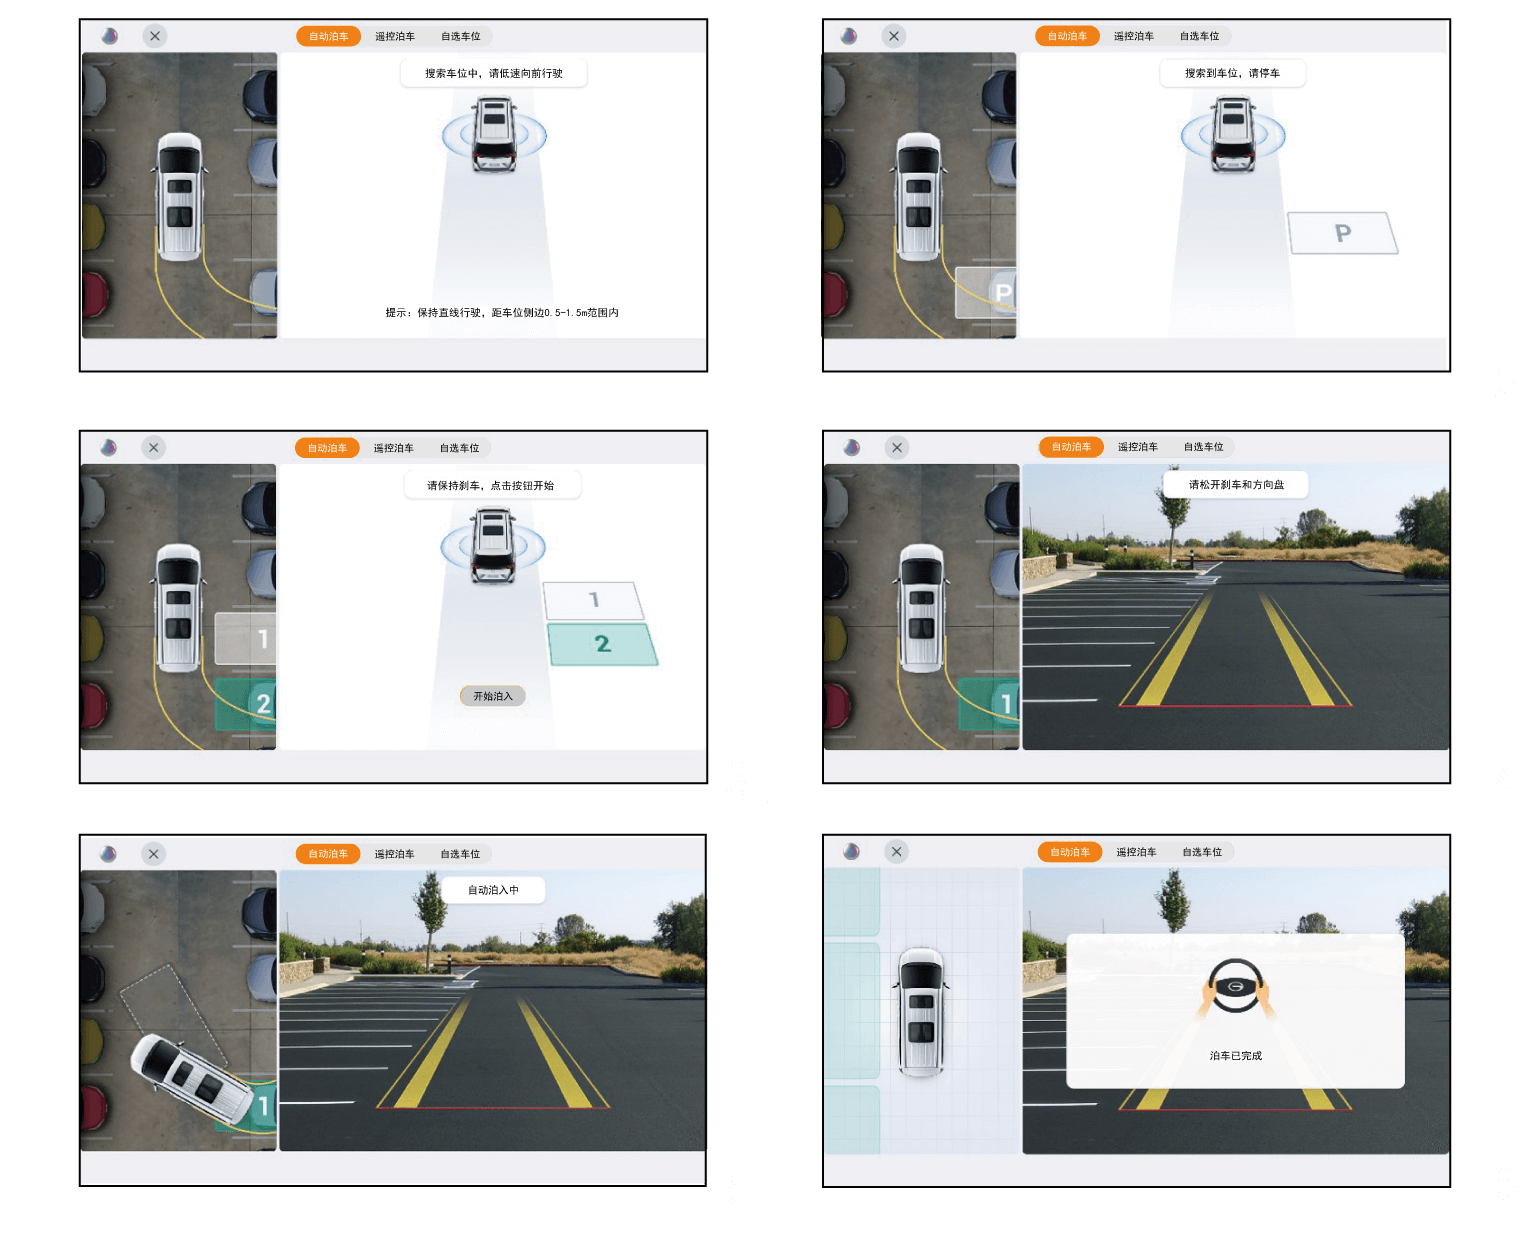 自动泊车 遥控泊车 自选车位
搜索车位中，请低速向前行驶
提示：保持直线行驶，距车位侧边0.5-1.5m范围内
自动泊车 遥控泊车 自选车位
搜索到车位，请停车
P
P
自动泊车 遥控泊车 自选车位
请保持刹车，点击按钮开始
1
2
1
2
开始泊入
自动泊车 遥控泊车 自选车位
请松开刹车和方向盘
1
自动泊车 遥控泊车 自选车位
自动泊入中
1
自动泊车 遥控泊车 自选车位
泊车已完成